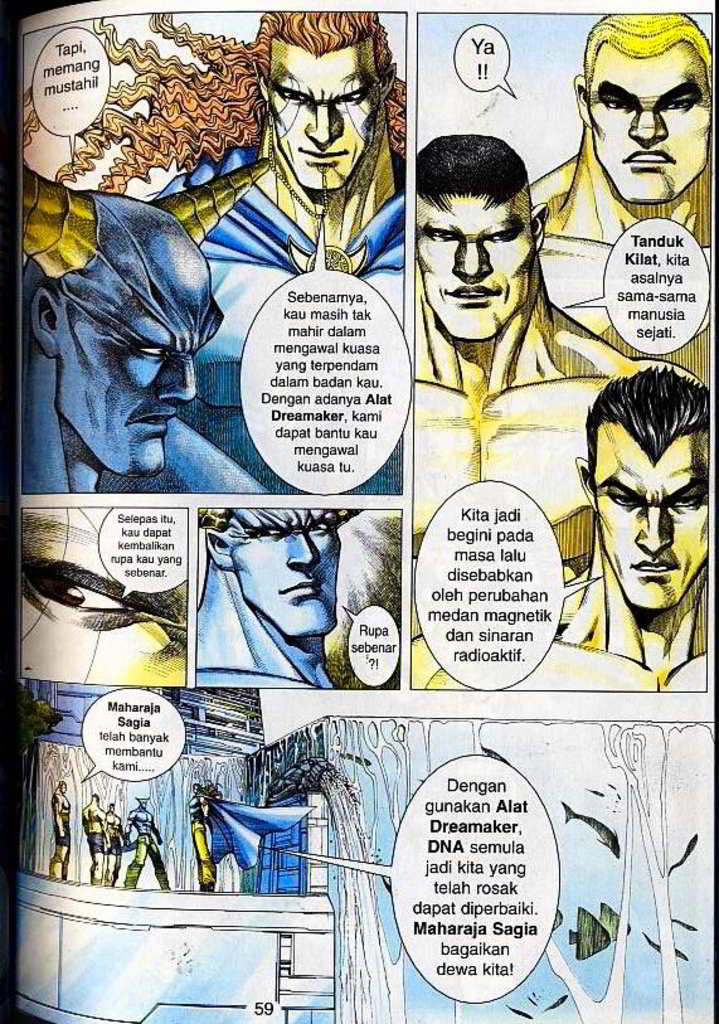 Tapi,
memang
mustahil
....
Sebenarnya,
kau masih tak
mahir dalam
mengawal kuasa
yang terpendam
dalam badan kau.
Dengan adanya Alat
Dreamaker, kami
dapat bantu kau
mengawal
kuasa tu.
Ya
!!
Tanduk
Kilat, kita
asalnya
sama-sama
manusia
sejati.
Kita jadi
begini pada
masa lalu
disebabkan
oleh perubahan
medan magnetik
dan sinaran
radioaktif.
Selepas itu,
kau dapat
kembalikan
rupa kau yang
sebenar.
Rupa
sebenar
?!
Maharaja
Sagia
telah banyak
membantu
kami.....
Dengan
gunakan Alat
Dreamaker,
DNA semula
jadi kita yang
telah rosak
dapat diperbaiki.
Maharaja Sagia
bagaikan
dewa kita!
59